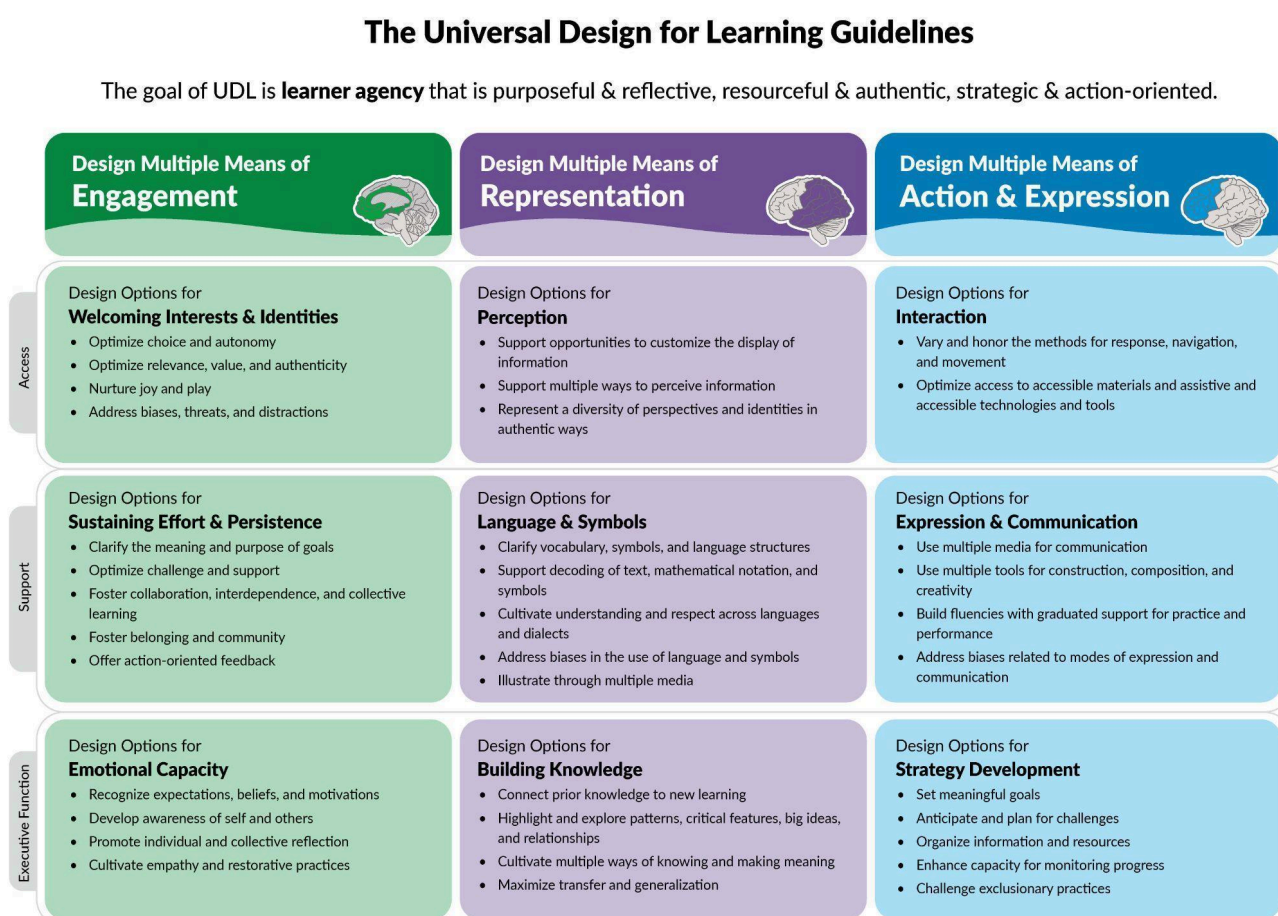 The Universal Design for Learning Guidelines
The goal of UDL is learner agency that is purposeful & reflective, resourceful & authentic, strategic & action-oriented.
Design Multiple Means of
Engagement
Design Multiple Means of
Representation
Design Multiple Means of
Action & Expression
Access
Design Options for
Welcoming Interests & Identities
• Optimize choice and autonomy
• Optimize relevance, value, and authenticity
• Nurture joy and play
• Address biases, threats, and distractions
Design Options for
Perception
• Support opportunities to customize the display of
information
• Support multiple ways to perceive information
• Represent a diversity of perspectives and identities in
authentic ways
Design Options for
Interaction
• Vary and honor the methods for response, navigation,
and movement
• Optimize access to accessible materials and assistive and
accessible technologies and tools
Support
Design Options for
Sustaining Effort & Persistence
• Clarify the meaning and purpose of goals
• Optimize challenge and support
• Foster collaboration, interdependence, and collective
learning
• Foster belonging and community
• Offer action-oriented feedback
Design Options for
Language & Symbols
• Clarify vocabulary, symbols, and language structures
• Support decoding of text, mathematical notation, and
symbols
• Cultivate understanding and respect across languages
and dialects
• Address biases in the use of language and symbols
• Illustrate through multiple media
Design Options for
Expression & Communication
• Use multiple media for communication
• Use multiple tools for construction, composition, and
creativity
• Build fluencies with graduated support for practice and
performance
• Address biases related to modes of expression and
communication
Executive Function
Design Options for
Emotional Capacity
• Recognize expectations, beliefs, and motivations
• Develop awareness of self and others
• Promote individual and collective reflection
• Cultivate empathy and restorative practices
Design Options for
Building Knowledge
• Connect prior knowledge to new learning
• Highlight and explore patterns, critical features, big ideas,
and relationships
• Cultivate multiple ways of knowing and making meaning
• Maximize transfer and generalization
Design Options for
Strategy Development
• Set meaningful goals
• Anticipate and plan for challenges
• Organize information and resources
• Enhance capacity for monitoring progress
• Challenge exclusionary practices